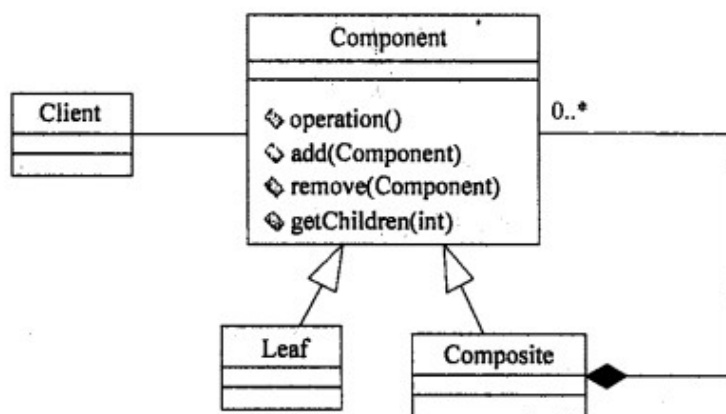 Component
Client
0..*
operation()
add(Component)
remove(Component)
getChildren(int)
Leaf
Composite